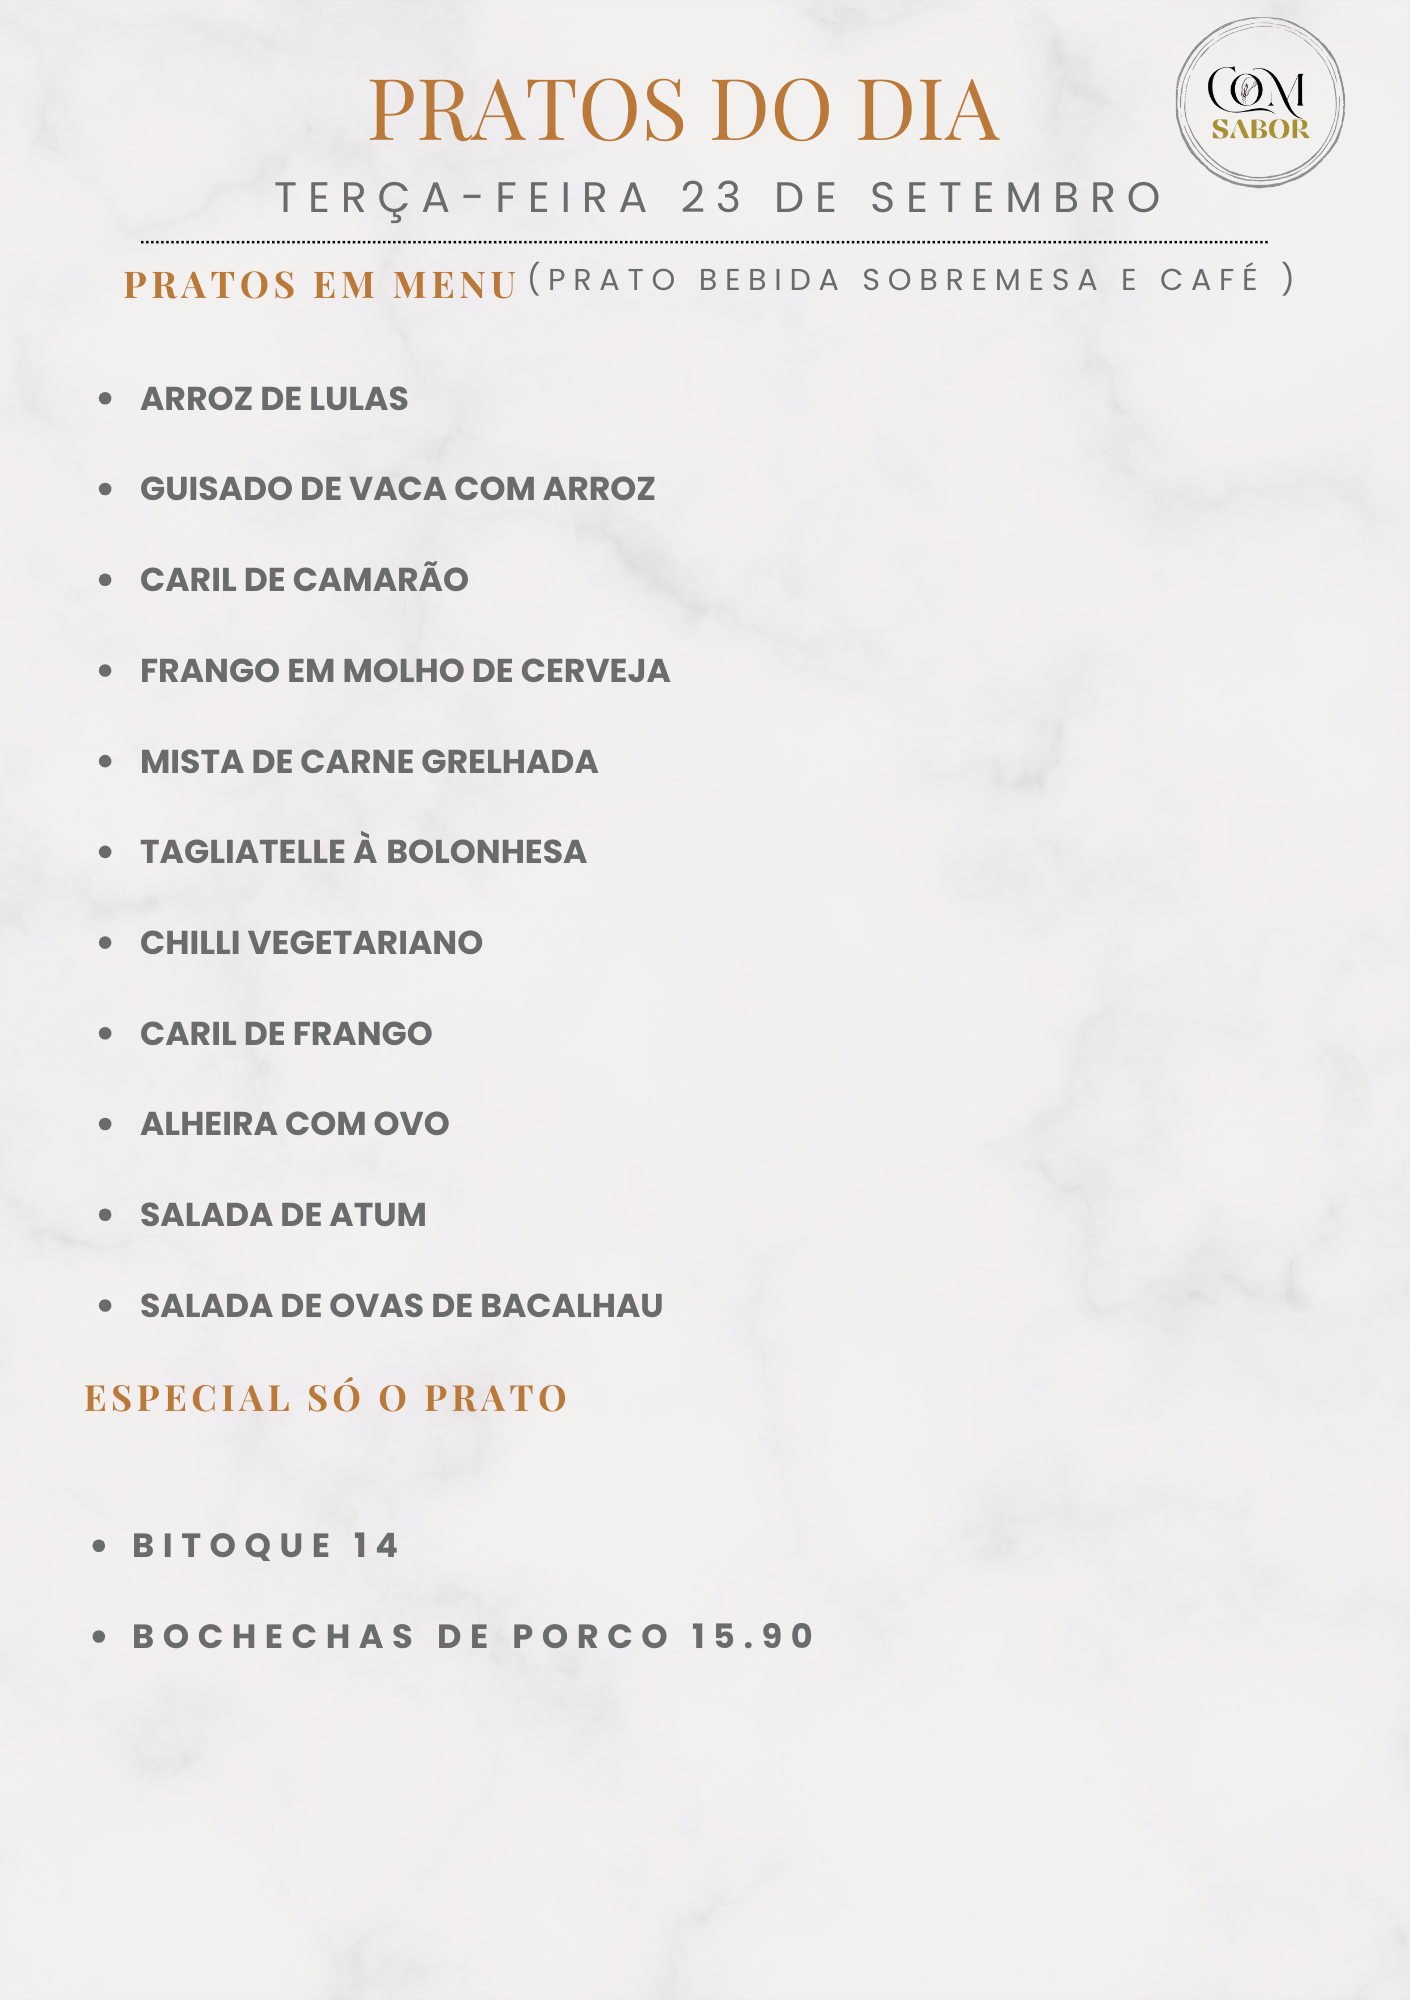 PRATOS DO DIA
COM
SABOR
TERÇA-FEIRA 23 DE SETEMBRO
PRATOS EM MENU (PRATO BEBIDA SOBREMESA E CAFÉ )
• ARROZ DE LULAS
• GUISADO DE VACA COM ARROZ
• CARIL DE CAMARÃO
• FRANGO EM MOLHO DE CERVEJA
• MISTA DE CARNE GRELHADA
• TAGLIATELLE À BOLONHESA
• CHILLI VEGETARIANO
• CARIL DE FRANGO
• ALHEIRA COM OVO
• SALADA DE ATUM
• SALADA DE OVAS DE BACALHAU
ESPECIAL SÓ O PRATO
• BITOQUE 14
• BOCHECHAS DE PORCO 15.90